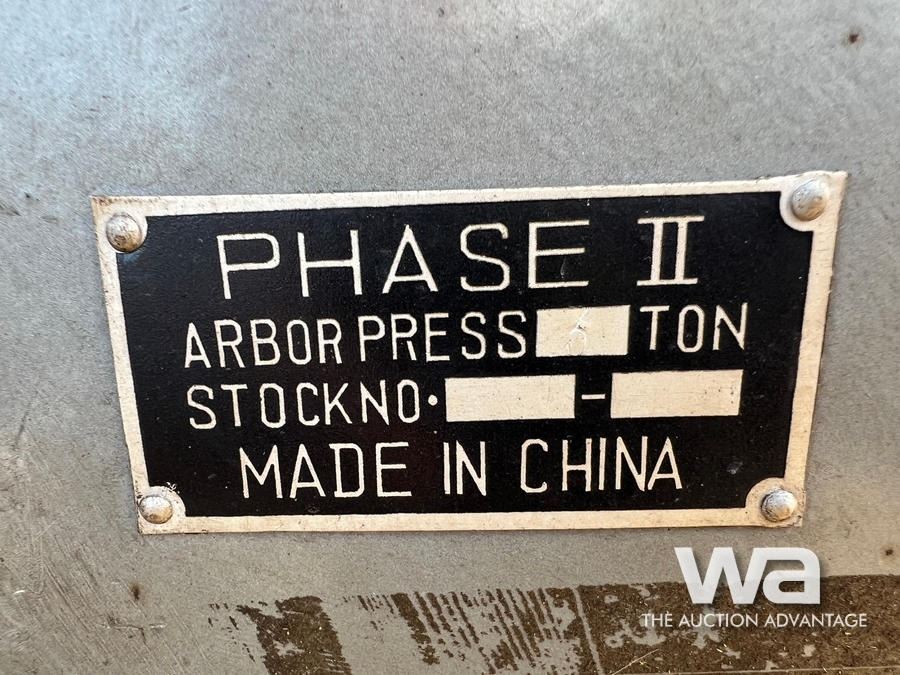 PHASE II
ARBOR PRESS TON
STOCK NO. -
MADE IN CHINA
wa
THE AUCTION ADVANTAGE